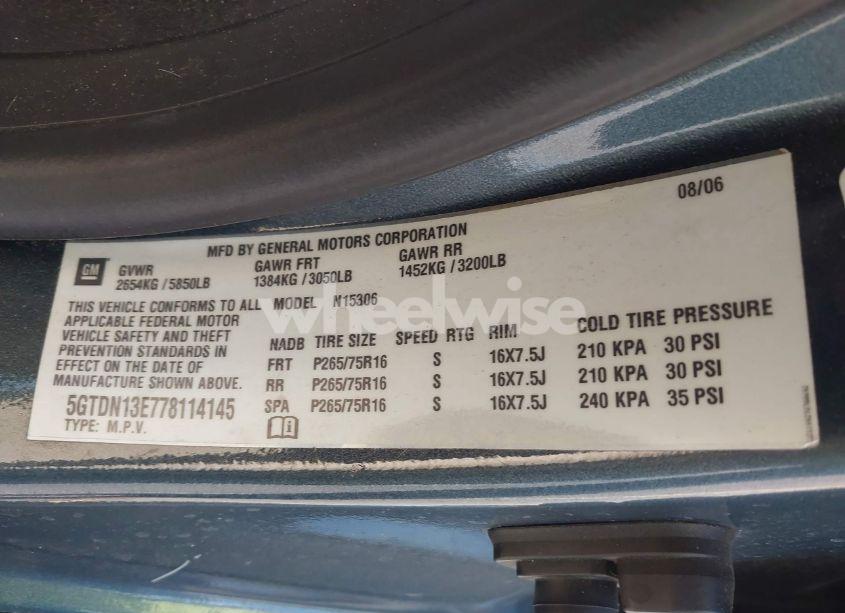 08/06
MFD BY GENERAL MOTORS CORPORATION
GM
GVWR GAWR FRT GAWR RR
2654KG / 5850LB 1384KG / 3050LB 1452KG / 3200LB
THIS VEHICLE CONFORMS TO ALL MODEL N15306
APPLICABLE FEDERAL MOTOR
VEHICLE SAFETY AND THEFT
PREVENTION STANDARDS IN
EFFECT ON THE DATE OF
MANUFACTURE SHOWN ABOVE.
5GTDN13E778114145
TYPE: M.P.V.
NADB TIRE SIZE SPEED RTG RIM COLD TIRE PRESSURE
FRT P265/75R16 S 16X7.5J 210 KPA 30 PSI
RR P265/75R16 S 16X7.5J 210 KPA 30 PSI
SPA P265/75R16 S 16X7.5J 240 KPA 35 PSI
wheelwise